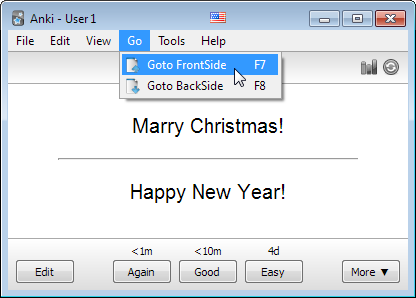 Anki - User 1
File Edit View Go Tools Help
Goto FrontSide F7
Goto BackSide F8
Marry Christmas!
Happy New Year!
<1m <10m 4d
Edit Again Good Easy More ▼